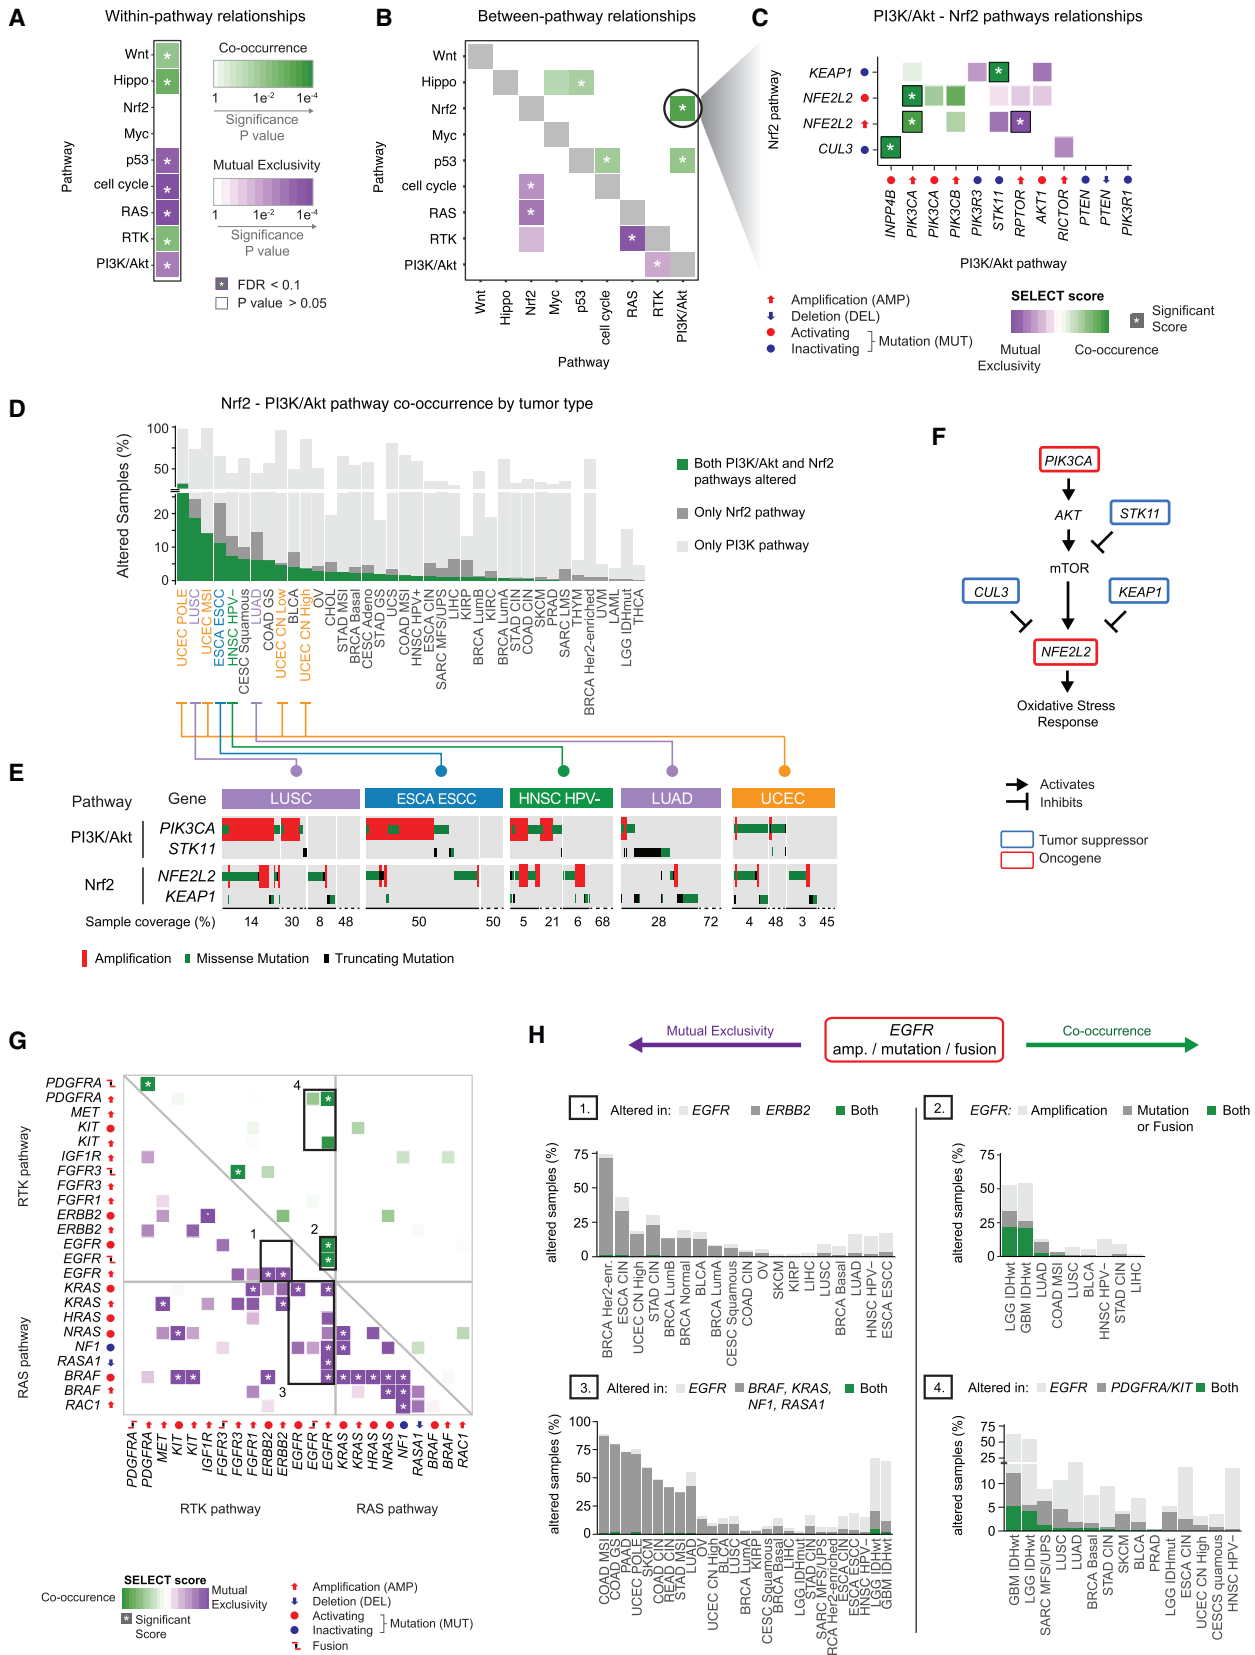 A
Within-pathway relationships
Wnt
Hippo
Nrf2
Myc
p53
cell cycle
RAS
RTK
PI3K/Akt
Pathway
Co-occurrence
1 1e-2 1e-4
Significance
P value
Mutual Exclusivity
1 1e-2 1e-4
Significance
P value
* FDR < 0.1
P value > 0.05
B
Between-pathway relationships
Wnt
Hippo
Nrf2
Myc
p53
cell cycle
RAS
RTK
PI3K/Akt
Pathway
Wnt
Hippo
Nrf2
Myc
p53
cell cycle
RAS
RTK
PI3K/Akt
Pathway
C
PI3K/Akt - Nrf2 pathways relationships
Nrf2 pathway
KEAP1
NFE2L2
NFE2L2
CUL3
INPP4B
PIK3CA
PIK3CA
PIK3CB
PIK3R3
STK11
RPTOR
AKT1
RICTOR
PTEN
PTEN
PIK3R1
PI3K/Akt pathway
Amplification (AMP)
Deletion (DEL)
Activating
Inactivating
Mutation (MUT)
SELECT score
Mutual
Exclusivity
Co-occurence
* Significant
Score
D
Nrf2 - PI3K/Akt pathway co-occurrence by tumor type
Altered Samples (%)
100
50
20
10
0
Both PI3K/Akt and Nrf2
pathways altered
Only Nrf2 pathway
Only PI3K pathway
UCEC POLE
LUSC
UCEC MSI
ESCA ESCC
HNSC HPV−
CESC Squamous
LUAD
COAD GS
UCEC CN Low
BLCA
UCEC CN High
OV
CHOL
STAD MSI
BRCA Basal
CESC Adeno
STAD GS
UCS
COAD MSI
HNSC HPV+
ESCA CIN
SARC MFS/UPS
LIHC
KIRP
BRCA LumB
KIRC
BRCA LumA
STAD CIN
COAD CIN
SKCM
PRAD
SARC LMS
THYM
BRCA Her2-enriched
UVM
LAML
LGG IDHmut
THCA
E
Pathway
Gene
LUSC
ESCA ESCC
HNSC HPV-
LUAD
UCEC
PI3K/Akt
PIK3CA
STK11
Nrf2
NFE2L2
KEAP1
Sample coverage (%) 14 30 8 48 50 50 5 21 6 68 28 72 4 48 3 45
Amplification
Missense Mutation
Truncating Mutation
F
PIK3CA
AKT
STK11
mTOR
CUL3
KEAP1
NFE2L2
Oxidative Stress
Response
Activates
Inhibits
Tumor suppressor
Oncogene
G
RTK pathway
PDGFRA
PDGFRA
MET
KIT
KIT
IGF1R
FGFR3
FGFR3
FGFR1
ERBB2
ERBB2
EGFR
EGFR
EGFR
RAS pathway
KRAS
KRAS
HRAS
NRAS
NF1
RASA1
BRAF
BRAF
RAC1
4
1
2
3
PDGFRA
PDGFRA
MET
KIT
KIT
IGF1R
FGFR3
FGFR3
FGFR1
ERBB2
ERBB2
EGFR
EGFR
EGFR
KRAS
KRAS
HRAS
NRAS
NF1
RASA1
BRAF
BRAF
RAC1
RTK pathway
RAS pathway
SELECT score
Co-occurence
Mutual
Exclusivity
* Significant
Score
Amplification (AMP)
Deletion (DEL)
Activating
Inactivating
Mutation (MUT)
Fusion
H
Mutual Exclusivity
EGFR
amp. / mutation / fusion
Co-occurrence
1.
Altered in: EGFR ERBB2 Both
altered samples (%)
75
50
25
0
BRCA Her2-enr.
ESCA CIN
UCEC CN High
STAD CIN
BRCA LumB
BRCA Normal
BLCA
BRCA LumA
CESC Squamous
COAD CIN
OV
SKCM
KIRP
LIHC
LUSC
BRCA Basal
LUAD
HNSC HPV−
ESCA ESCC
2.
EGFR: Amplification Mutation
or Fusion
Both
altered samples (%)
75
50
25
0
LGG IDHwt
GBM IDHwt
LUAD
COAD MSI
LUSC
BLCA
HNSC HPV−
STAD CIN
LIHC
3.
Altered in: EGFR BRAF, KRAS,
NF1, RASA1
Both
altered samples (%)
100
75
50
25
0
COAD MSI
COAD GS
PAAD
UCEC POLE
SKCM
COAD CIN
READ CIN
STAD MSI
LUAD
OV
UCEC CN High
BLCA
LUSC
BRCA LumA
KIRP
CESC Squamous
BRCA Basal
LIHC
LGG IDHmut
STAD CIN
SARC MFS/UPS
RCA Her2-enriched
ESCA CIN
ESCA ESCC
HNSA HPV−
LGG IDHwt
GBM IDHwt
4.
Altered in: EGFR PDGFRA/KIT Both
altered samples (%)
75
50
25
10
5
0
GBM IDHwt
LGG IDHwt
SARC MFS/UPS
LUSC
LUAD
BRCA Basal
STAD CIN
SKCM
BLCA
PRAD
LGG IDHmut
ESCA CIN
UCEC CN High
CESCS quamous
HNSC HPV−